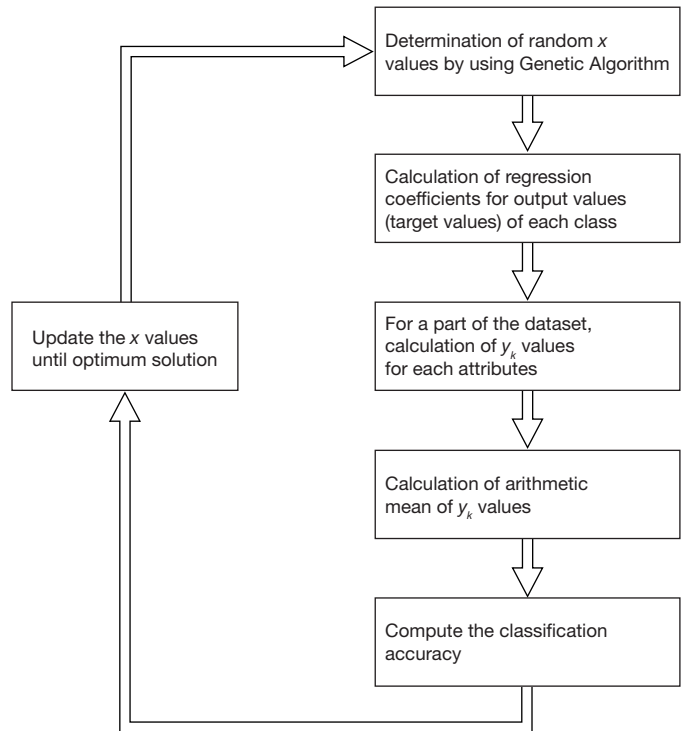 Determination of random x
values by using Genetic Algorithm
Calculation of regression
coefficients for output values
(target values) of each class
For a part of the dataset,
calculation of yₖ values
for each attributes
Calculation of arithmetic
mean of yₖ values
Compute the classification
accuracy
Update the x values
until optimum solution